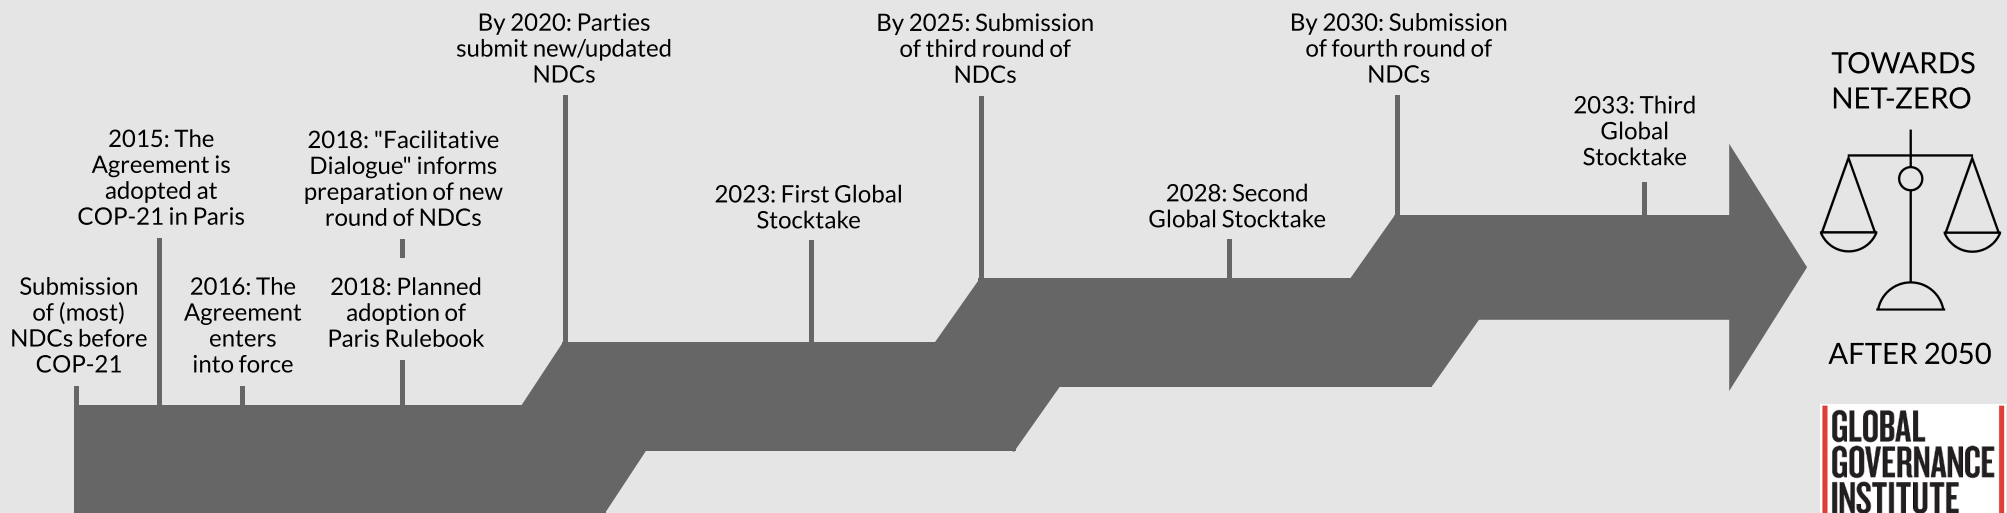 Submission
of (most)
NDCs before
COP-21
2015: The
Agreement is
adopted at
COP-21 in Paris
2016: The
Agreement
enters
into force
2018: "Facilitative
Dialogue" informs
preparation of new
round of NDCs
2018: Planned
adoption of
Paris Rulebook
By 2020: Parties
submit new/updated
NDCs
2023: First Global
Stocktake
By 2025: Submission
of third round of
NDCs
2028: Second
Global Stocktake
By 2030: Submission
of fourth round of
NDCs
2033: Third
Global
Stocktake
TOWARDS
NET-ZERO
AFTER 2050
GLOBAL
GOVERNANCE
INSTITUTE